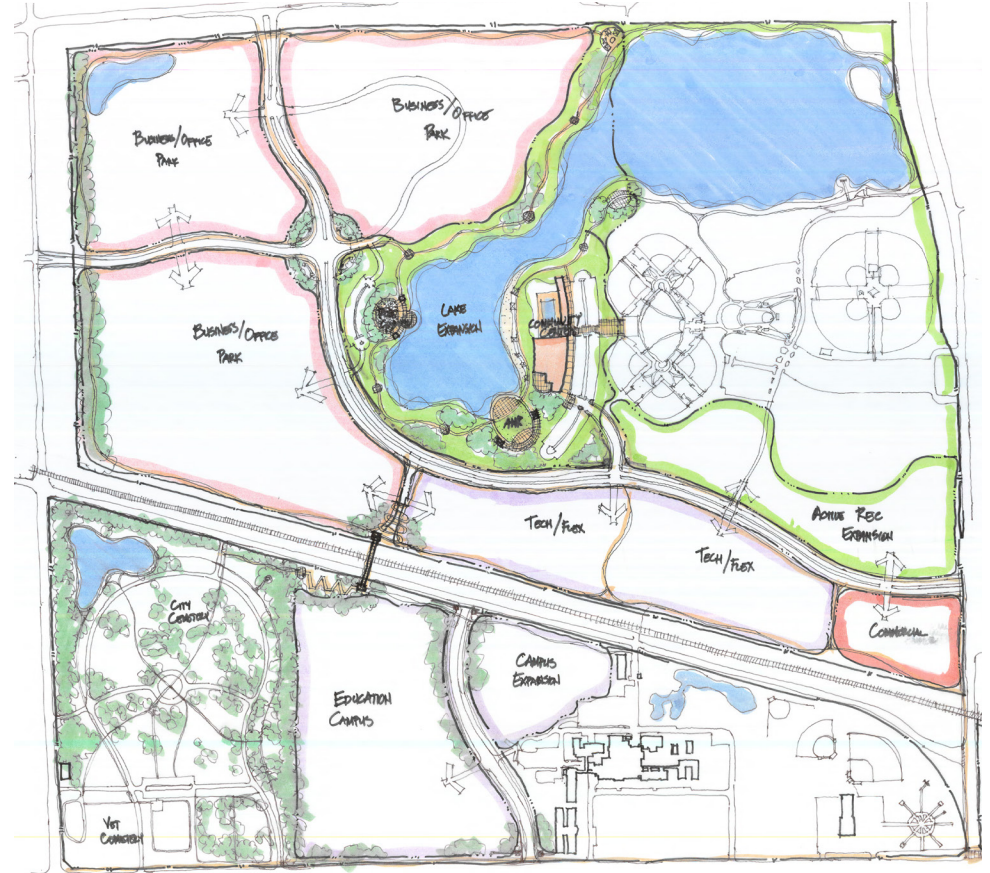 BUSINESS/OFFICE
PARK
BUSINESS/OFFICE
PARK
BUSINESS/OFFICE
PARK
LAKE
EXPANSION
COMMUNITY
CENTER
AMP
TECH/FLEX
TECH/FLEX
ACTIVE REC
EXPANSION
COMMERCIAL
CITY
CEMETERY
EDUCATION
CAMPUS
CAMPUS
EXPANSION
VET
CEMETERY